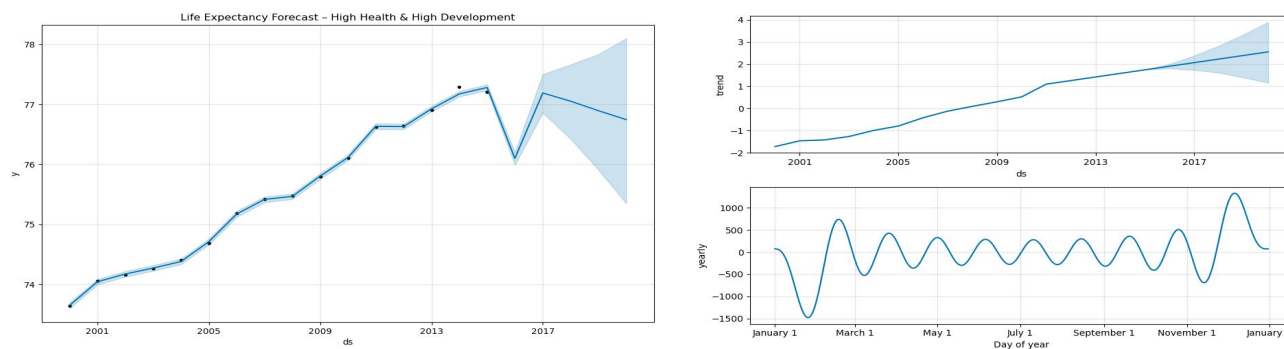 Life Expectancy Forecast – High Health & High Development
78
77
76
75
74
y
2001 2005 2009 2013 2017
ds
4
3
2
1
0
−1
−2
trend
2001 2005 2009 2013 2017
ds
1000
500
0
−500
−1000
−1500
yearly
January 1 March 1 May 1 July 1 September 1 November 1 January
Day of year